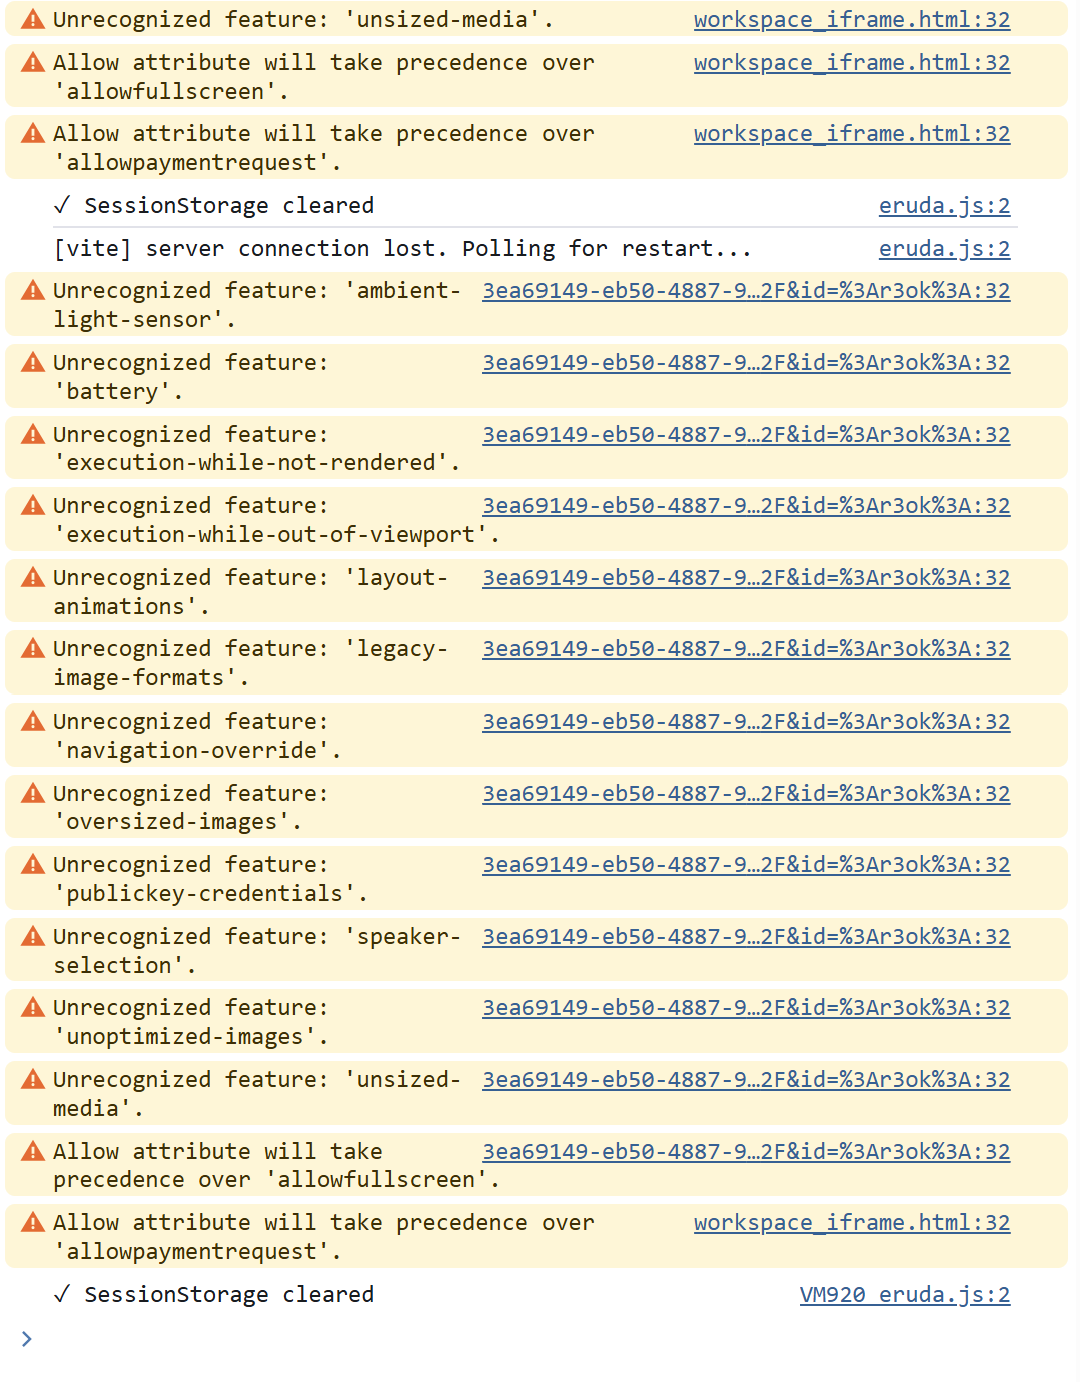 Unrecognized feature: 'unsized-media'. workspace_iframe.html:32
Allow attribute will take precedence over workspace_iframe.html:32
'allowfullscreen'.
Allow attribute will take precedence over workspace_iframe.html:32
'allowpaymentrequest'.
✓ SessionStorage cleared eruda.js:2
[vite] server connection lost. Polling for restart... eruda.js:2
Unrecognized feature: 'ambient- 3ea69149-eb50-4887-9…2F&id=%3Ar3ok%3A:32
light-sensor'.
Unrecognized feature: 3ea69149-eb50-4887-9…2F&id=%3Ar3ok%3A:32
'battery'.
Unrecognized feature: 3ea69149-eb50-4887-9…2F&id=%3Ar3ok%3A:32
'execution-while-not-rendered'.
Unrecognized feature: 3ea69149-eb50-4887-9…2F&id=%3Ar3ok%3A:32
'execution-while-out-of-viewport'.
Unrecognized feature: 'layout- 3ea69149-eb50-4887-9…2F&id=%3Ar3ok%3A:32
animations'.
Unrecognized feature: 'legacy- 3ea69149-eb50-4887-9…2F&id=%3Ar3ok%3A:32
image-formats'.
Unrecognized feature: 3ea69149-eb50-4887-9…2F&id=%3Ar3ok%3A:32
'navigation-override'.
Unrecognized feature: 3ea69149-eb50-4887-9…2F&id=%3Ar3ok%3A:32
'oversized-images'.
Unrecognized feature: 3ea69149-eb50-4887-9…2F&id=%3Ar3ok%3A:32
'publickey-credentials'.
Unrecognized feature: 'speaker- 3ea69149-eb50-4887-9…2F&id=%3Ar3ok%3A:32
selection'.
Unrecognized feature: 3ea69149-eb50-4887-9…2F&id=%3Ar3ok%3A:32
'unoptimized-images'.
Unrecognized feature: 'unsized- 3ea69149-eb50-4887-9…2F&id=%3Ar3ok%3A:32
media'.
Allow attribute will take 3ea69149-eb50-4887-9…2F&id=%3Ar3ok%3A:32
precedence over 'allowfullscreen'.
Allow attribute will take precedence over workspace_iframe.html:32
'allowpaymentrequest'.
✓ SessionStorage cleared VM920 eruda.js:2